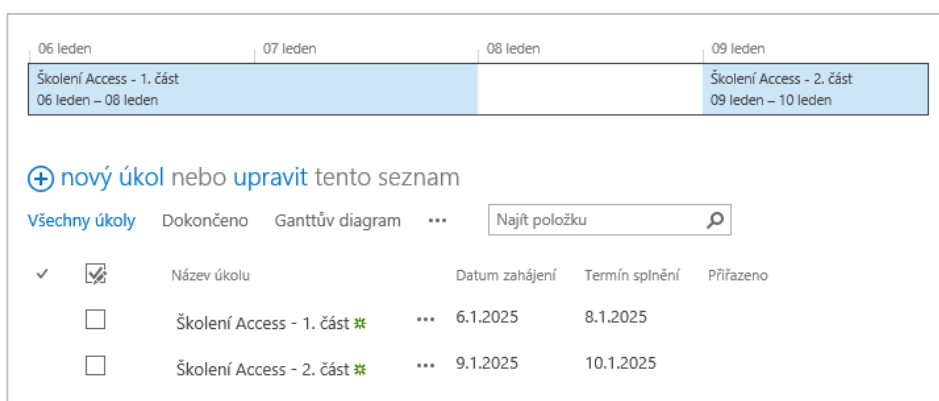 06 leden 07 leden 08 leden 09 leden
Školení Access - 1. část Školení Access - 2. část
06 leden – 08 leden 09 leden – 10 leden
nový úkol nebo upravit tento seznam
Všechny úkoly Dokončeno Ganttův diagram ••• Najít položku
Název úkolu Datum zahájení Termín splnění Přiřazeno
Školení Access - 1. část ••• 6.1.2025 8.1.2025
Školení Access - 2. část ••• 9.1.2025 10.1.2025